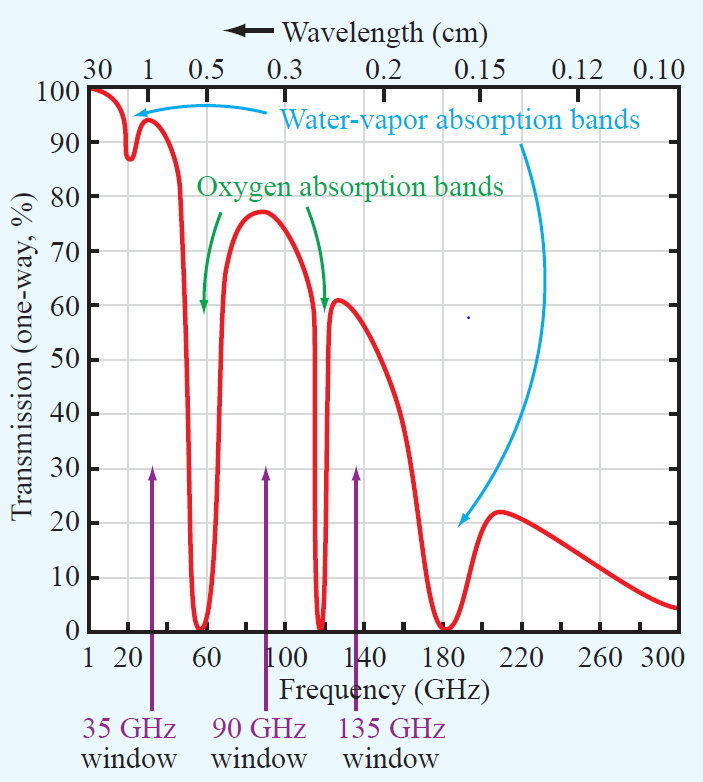 Wavelength (cm)
30 1 0.5 0.3 0.2 0.15 0.12 0.10
100
Water-vapor absorption bands
90
Oxygen absorption bands
80
70
60
50
40
30
20
10
0
Transmission (one-way, %)
1 20 60 100 140 180 220 260 300
Frequency (GHz)
35 GHz 90 GHz 135 GHz
window window window